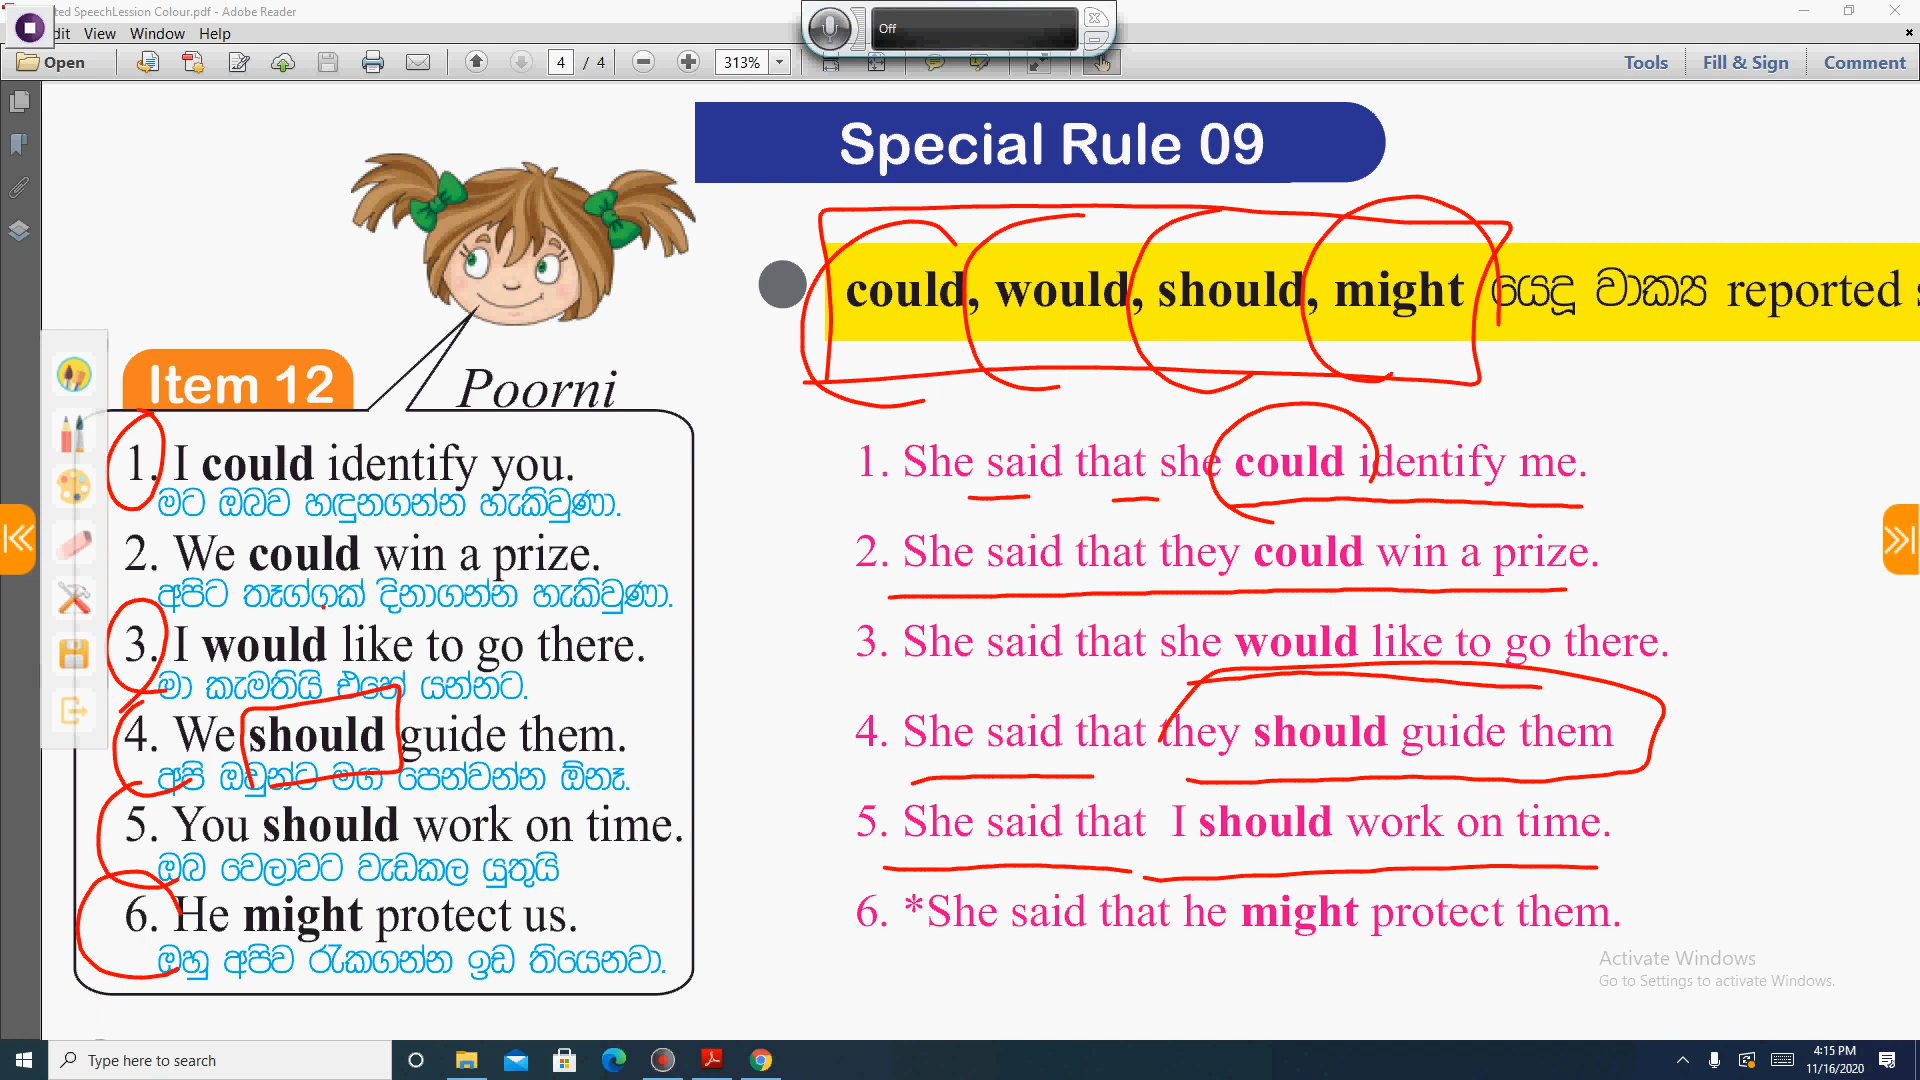 ted SpeechLession Colour.pdf - Adobe Reader
Off
dit View Window Help
Open 4 / 4 313% Tools Fill & Sign Comment
Special Rule 09
could, would, should, might යෙදූ වාක්‍ය reported
Item 12
Poorni
1. I could identify you.
මට ඔබව හඳුනගන්න හැකිවුණා.
2. We could win a prize.
අපිට තෑග්ගක් දිනාගන්න හැකිවුණා.
3. I would like to go there.
මා කැමතියි එහේ යන්නට.
4. We should guide them.
අපි ඔවුන්ට මඟ පෙන්වන්න ඕනෑ.
5. You should work on time.
ඔබ වෙලාවට වැඩකල යුතුයි
6. He might protect us.
ඔහු අපිව රැකගන්න ඉඩ තියෙනවා.
1. She said that she could identify me.
2. She said that they could win a prize.
3. She said that she would like to go there.
4. She said that they should guide them
5. She said that I should work on time.
6. *She said that he might protect them.
Activate Windows
Go to Settings to activate Windows.
Type here to search
4:15 PM
11/16/2020